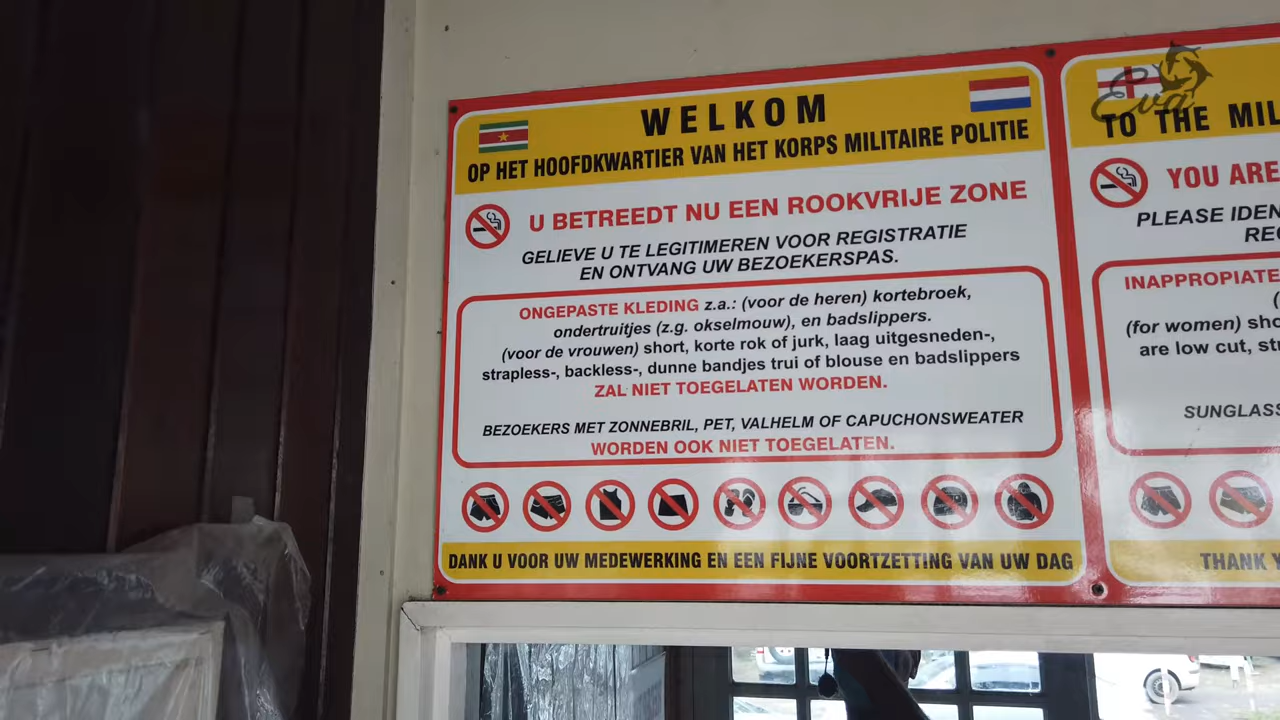 WELKOM
OP HET HOOFDKWARTIER VAN HET KORPS MILITAIRE POLITIE
U BETREEDT NU EEN ROOKVRIJE ZONE
GELIEVE U TE LEGITIMEREN VOOR REGISTRATIE
EN ONTVANG UW BEZOEKERSPAS.
ONGEPASTE KLEDING z.a.: (voor de heren) kortebroek,
ondertruitjes (z.g. okselmouw), en badslippers.
(voor de vrouwen) short, korte rok of jurk, laag uitgesneden-,
strapless-, backless-, dunne bandjes trui of blouse en badslippers
ZAL NIET TOEGELATEN WORDEN.
BEZOEKERS MET ZONNEBRIL, PET, VALHELM OF CAPUCHONSWEATER
WORDEN OOK NIET TOEGELATEN.
DANK U VOOR UW MEDEWERKING EN EEN FIJNE VOORTZETTING VAN UW DAG
Eva
TO THE MIL
YOU ARE
PLEASE IDEN
REG
INAPPROPIATE
(
(for women) sho
are low cut, str
SUNGLASS
THANK Y